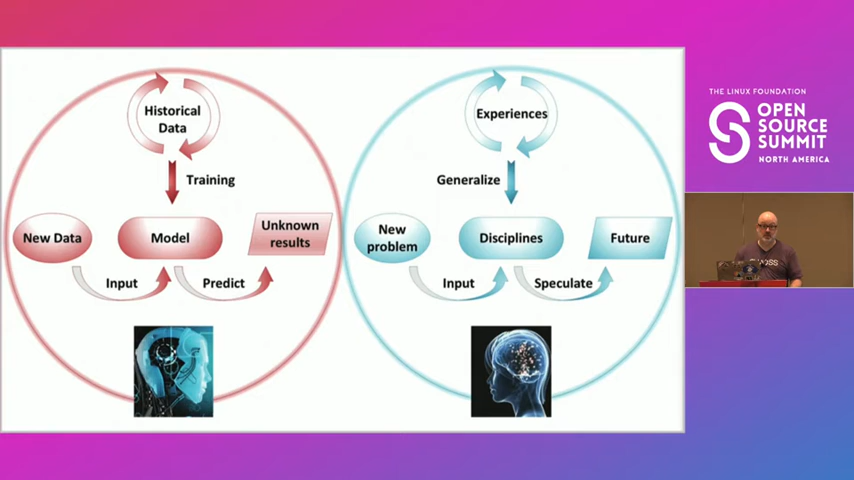 Historical
Data
Training
New Data
Model
Unknown
results
Input
Predict
Experiences
Generalize
New
problem
Disciplines
Future
Input
Speculate
THE LINUX FOUNDATION
OPEN
SOURCE
SUMMIT
NORTH AMERICA